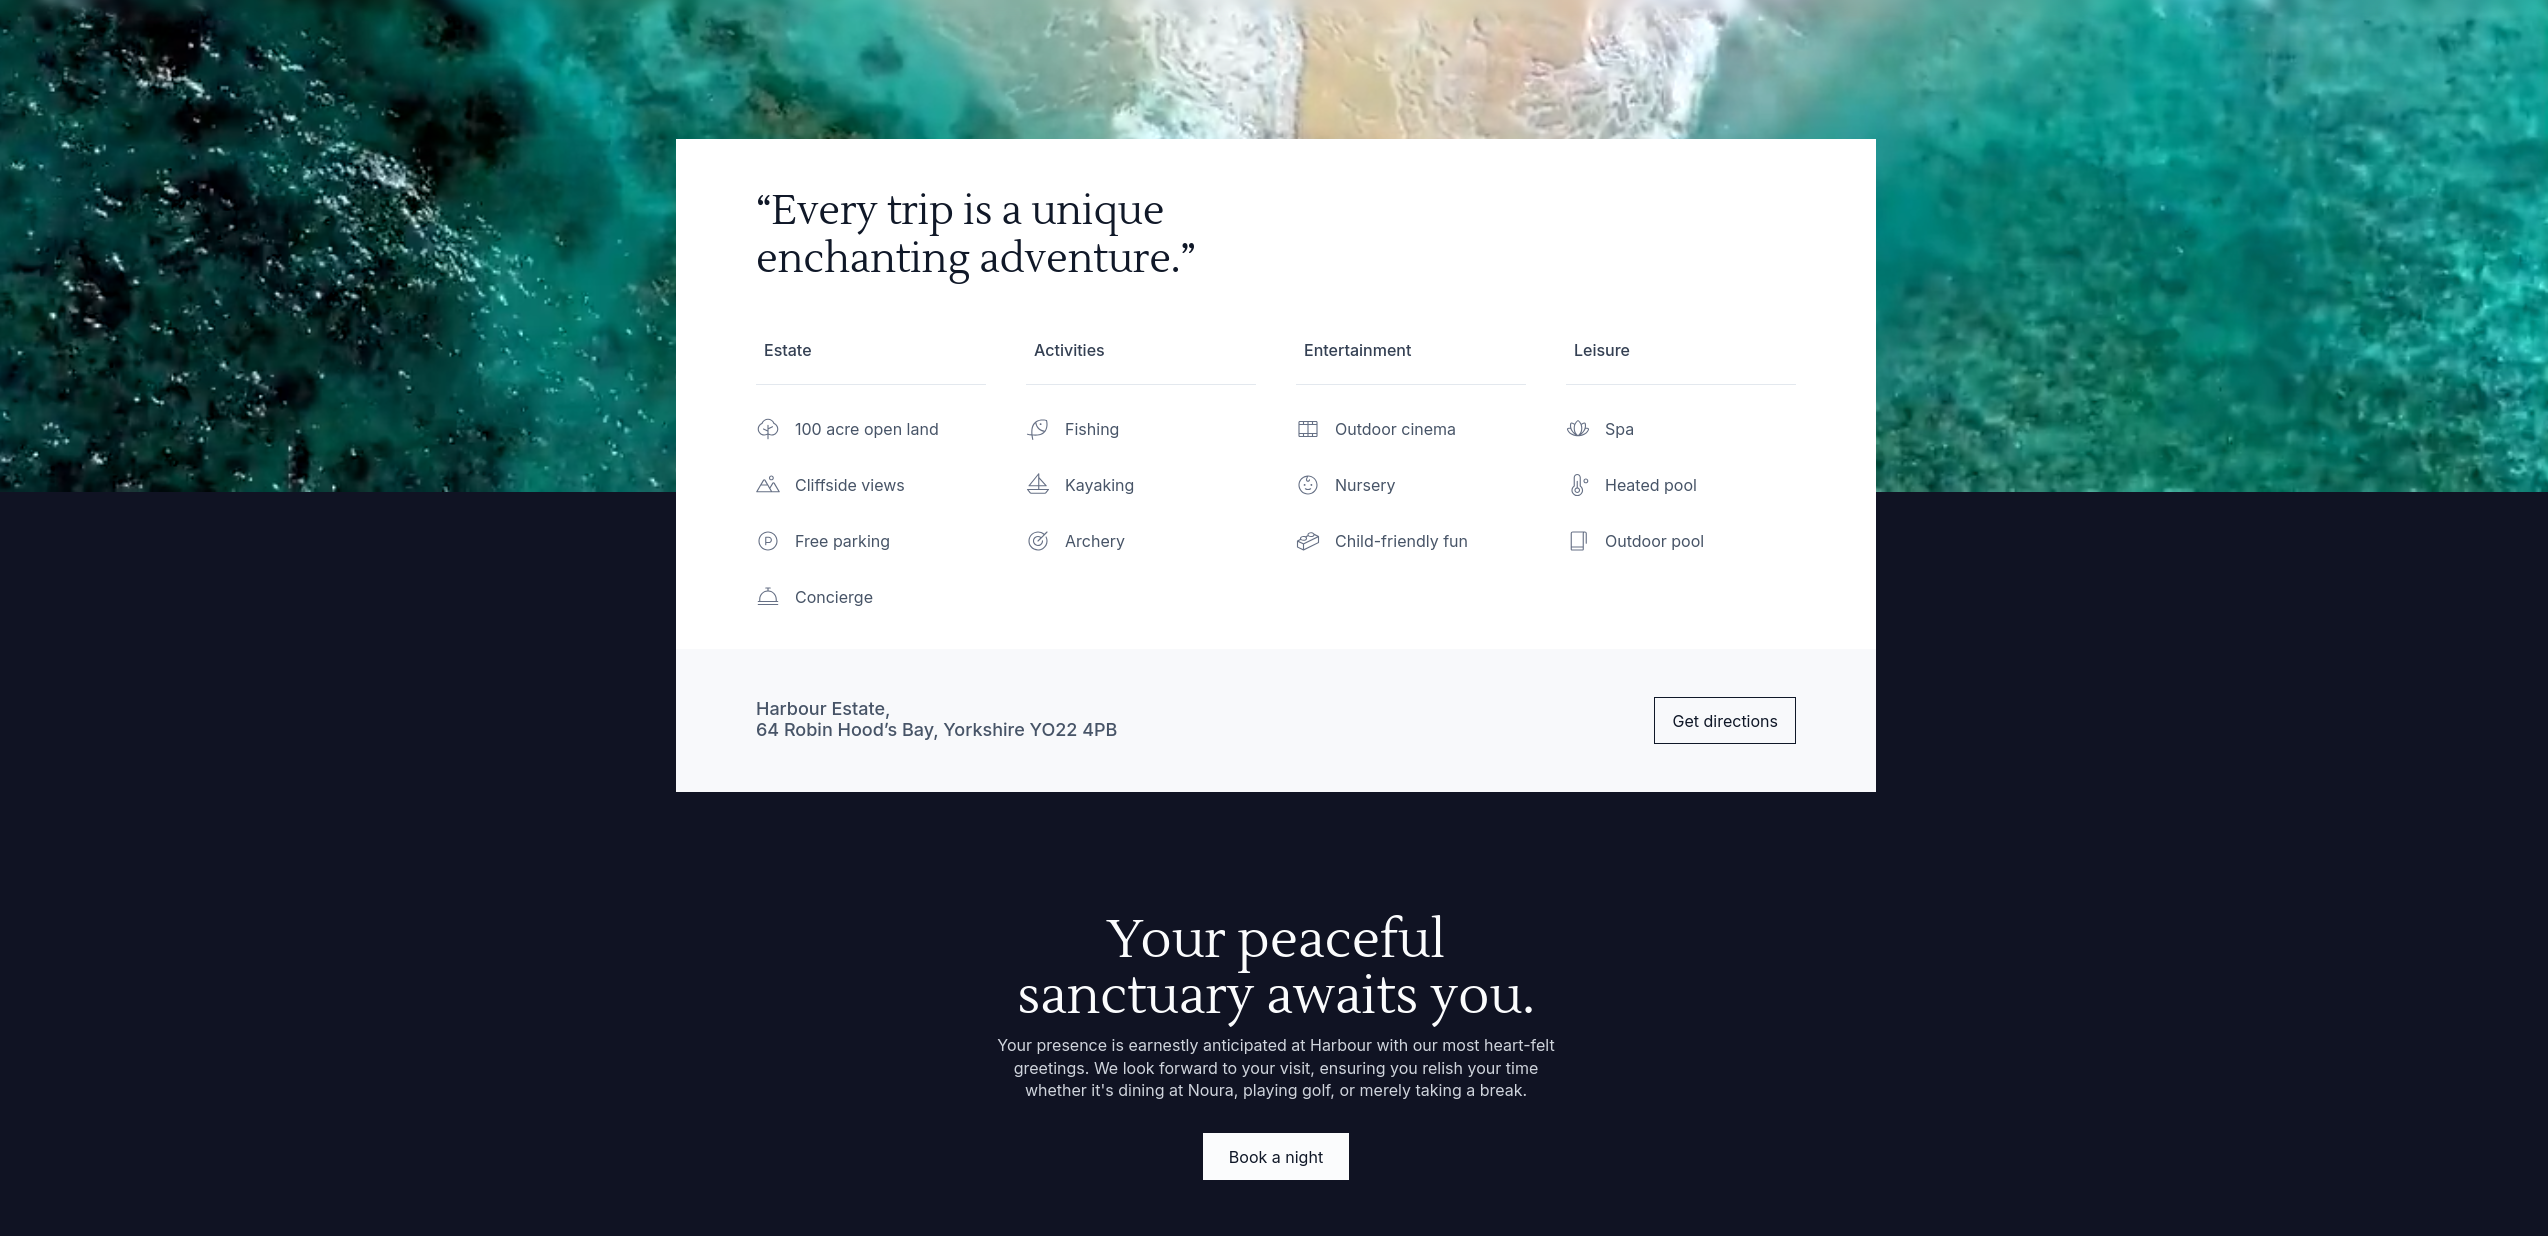 “Every trip is a unique
enchanting adventure.”
Estate
100 acre open land
Cliffside views
Free parking
Concierge
Activities
Fishing
Kayaking
Archery
Entertainment
Outdoor cinema
Nursery
Child-friendly fun
Leisure
Spa
Heated pool
Outdoor pool
Harbour Estate,
64 Robin Hood’s Bay, Yorkshire YO22 4PB
Get directions
Your peaceful
sanctuary awaits you.
Your presence is earnestly anticipated at Harbour with our most heart-felt
greetings. We look forward to your visit, ensuring you relish your time
whether it's dining at Noura, playing golf, or merely taking a break.
Book a night